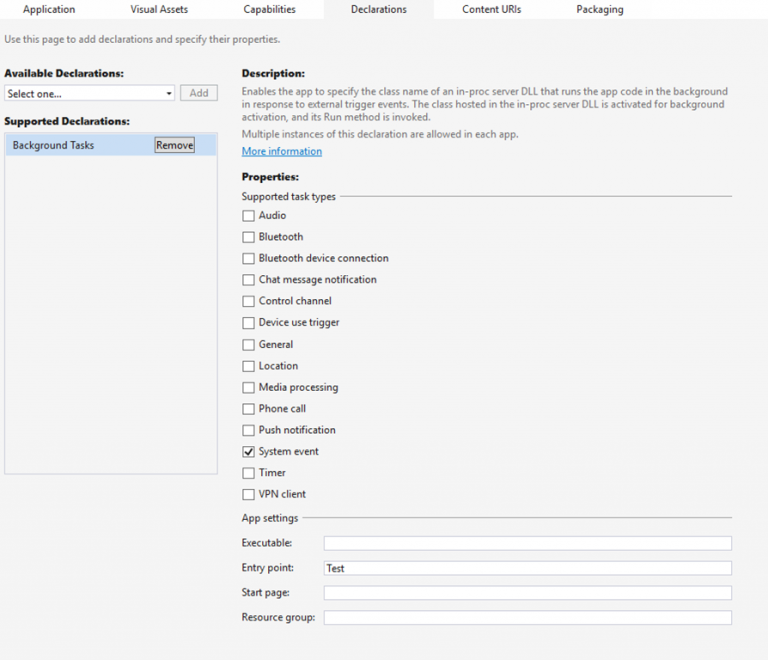 Application Visual Assets Capabilities Declarations Content URIs Packaging
Use this page to add declarations and specify their properties.
Available Declarations:
Select one...
Add
Supported Declarations:
Background Tasks
Remove
Description:
Enables the app to specify the class name of an in-proc server DLL that runs the app code in the background
in response to external trigger events. The class hosted in the in-proc server DLL is activated for background
activation, and its Run method is invoked.
Multiple instances of this declaration are allowed in each app.
More information
Properties:
Supported task types
Audio
Bluetooth
Bluetooth device connection
Chat message notification
Control channel
Device use trigger
General
Location
Media processing
Phone call
Push notification
System event
Timer
VPN client
App settings
Executable:
Entry point: Test
Start page:
Resource group: